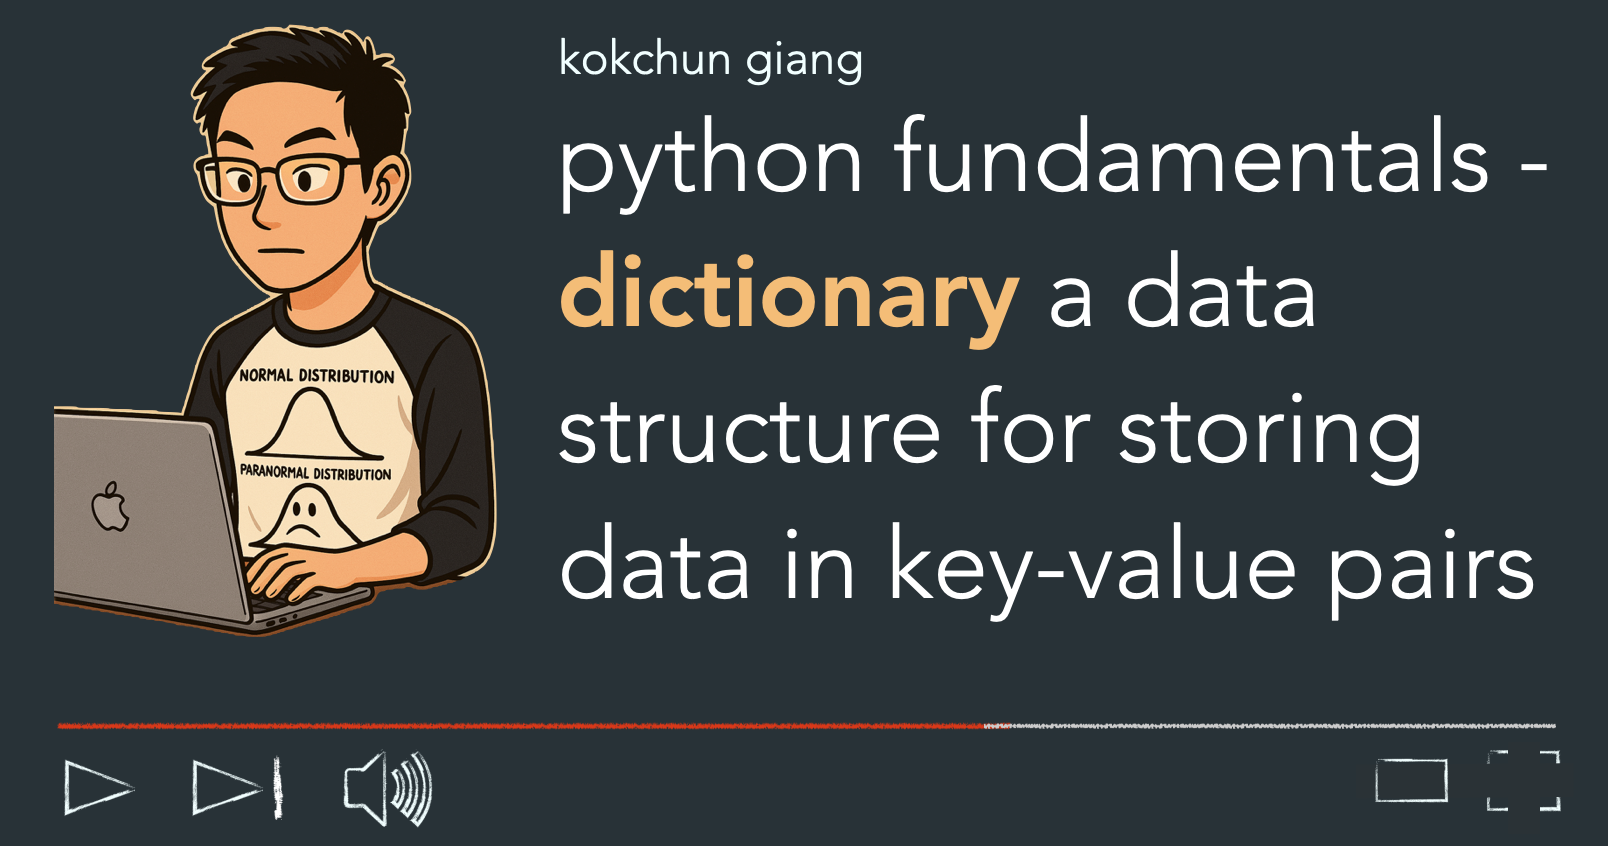 kokchun giang
python fundamentals -
dictionary a data
structure for storing
data in key-value pairs
NORMAL DISTRIBUTION
PARANORMAL DISTRIBUTION